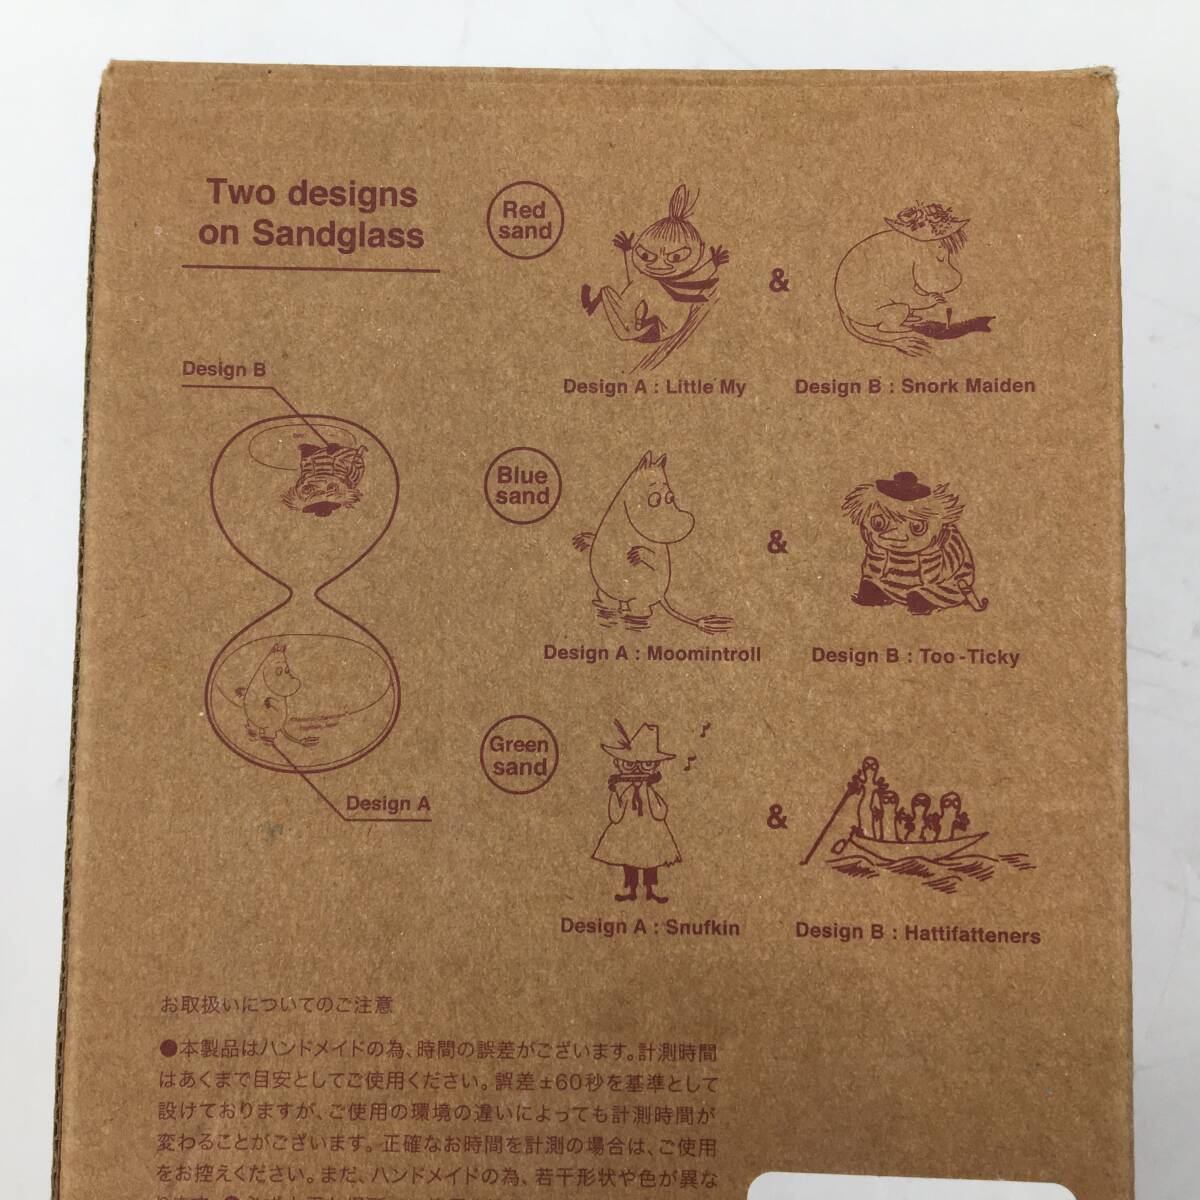 Two designs
on Sandglass
Design B
Design A
Red
sand
&
Design A : Little My
Design B : Snork Maiden
Blue
sand
&
Design A : Moomintroll
Design B : Too-Ticky
Green
sand
&
Design A : Snufkin
Design B : Hattifatteners
お取扱いについてのご注意
●本製品はハンドメイドの為、時間の誤差がございます。計測時間
はあくまで目安としてご使用ください。誤差±60秒を基準として
設けておりますが、ご使用の環境の違いによっても計測時間が
変わることがございます。正確なお時間を計測の場合は、ご使用
をお控えください。まだ、ハンドメイドの為、若干形状や色が異な